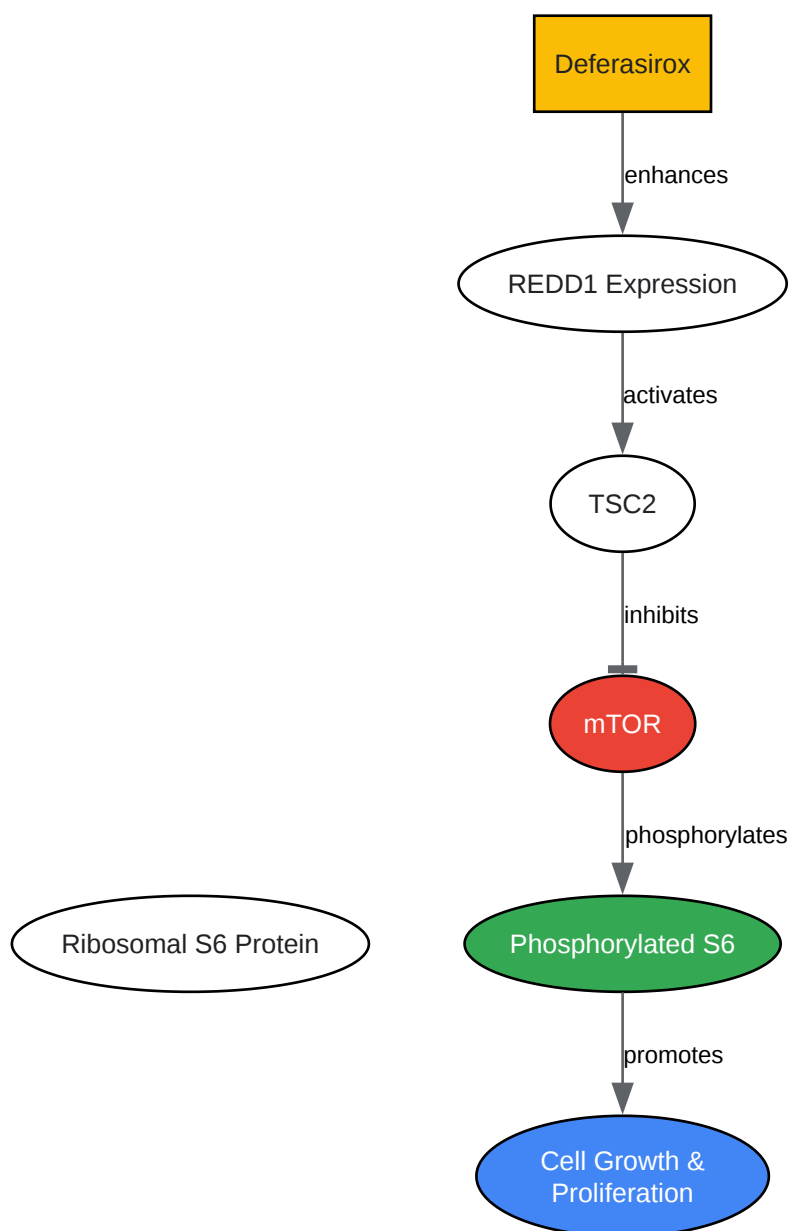 Deferasirox
enhances
REDD1 Expression
activates
TSC2
inhibits
mTOR
phosphorylates
Ribosomal S6 Protein
Phosphorylated S6
promotes
Cell Growth &
Proliferation